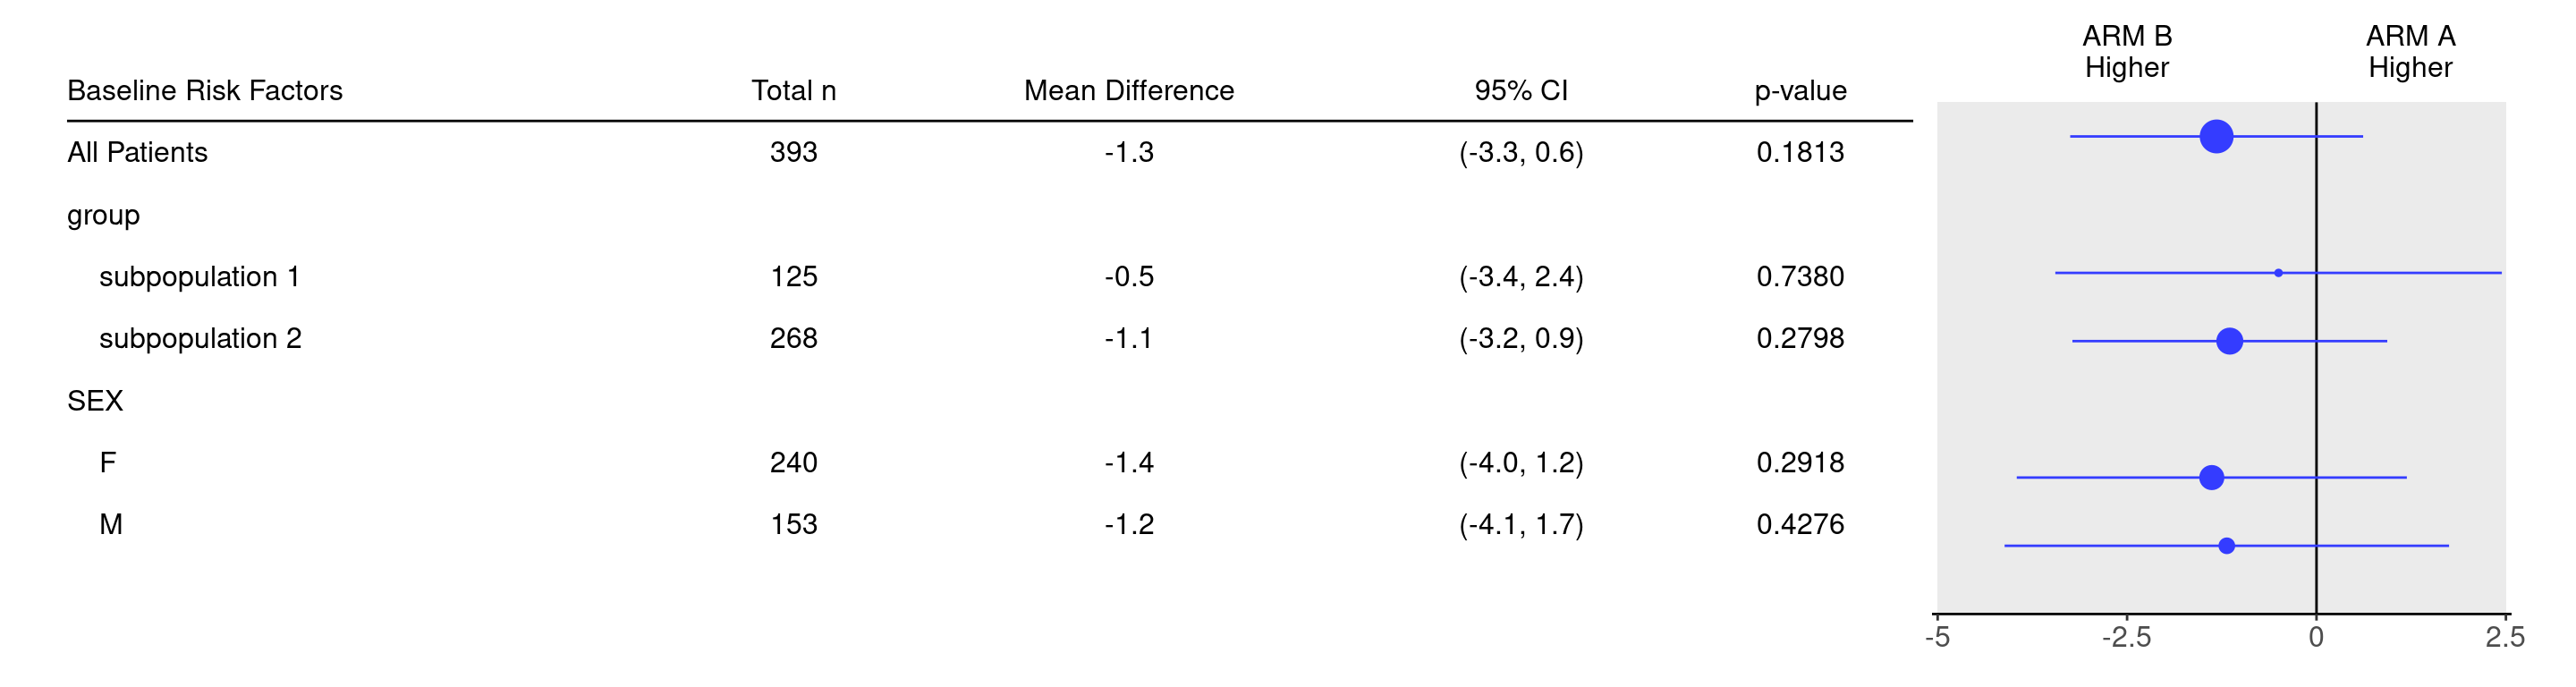 ARM B ARM A
Higher Higher
Baseline Risk Factors Total n Mean Difference 95% CI p-value
All Patients 393 -1.3 (-3.3, 0.6) 0.1813
group
subpopulation 1 125 -0.5 (-3.4, 2.4) 0.7380
subpopulation 2 268 -1.1 (-3.2, 0.9) 0.2798
SEX
F 240 -1.4 (-4.0, 1.2) 0.2918
M 153 -1.2 (-4.1, 1.7) 0.4276
-5 -2.5 0 2.5